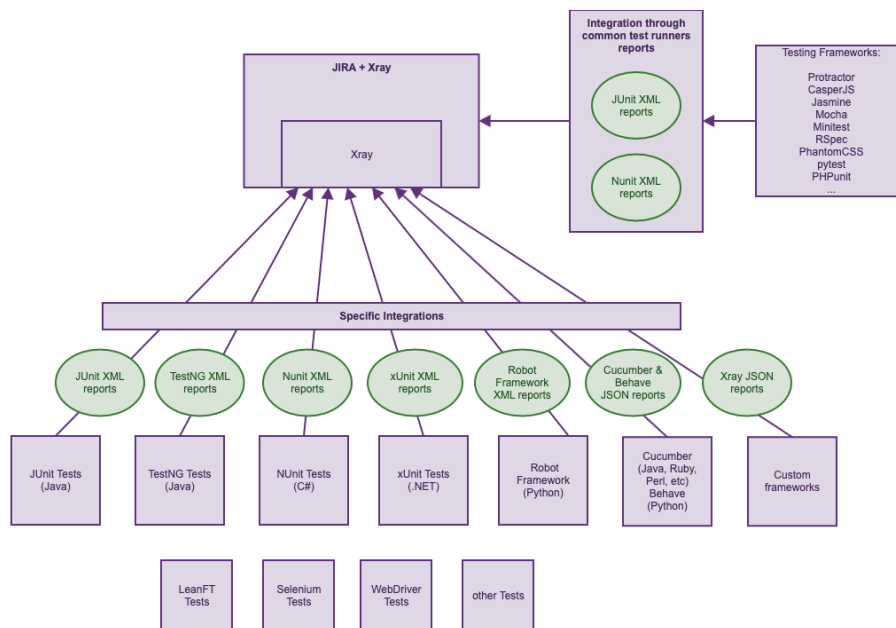 Integration through
common test runners
reports
JUnit XML
reports
Nunit XML
reports
Testing Frameworks:
Protractor
CasperJS
Jasmine
Mocha
Minitest
RSpec
PhantomCSS
pytest
PHPunit
...
JIRA + Xray
Xray
Specific Integrations
JUnit XML
reports
TestNG XML
reports
Nunit XML
reports
xUnit XML
reports
Robot
Framework
XML reports
Cucumber &
Behave
JSON reports
Xray JSON
reports
JUnit Tests
(Java)
TestNG Tests
(Java)
NUnit Tests
(C#)
xUnit Tests
(.NET)
Robot
Framework
(Python)
Cucumber
(Java, Ruby,
Perl, etc)
Behave
(Python)
Custom
frameworks
LeanFT
Tests
Selenium
Tests
WebDriver
Tests
other Tests